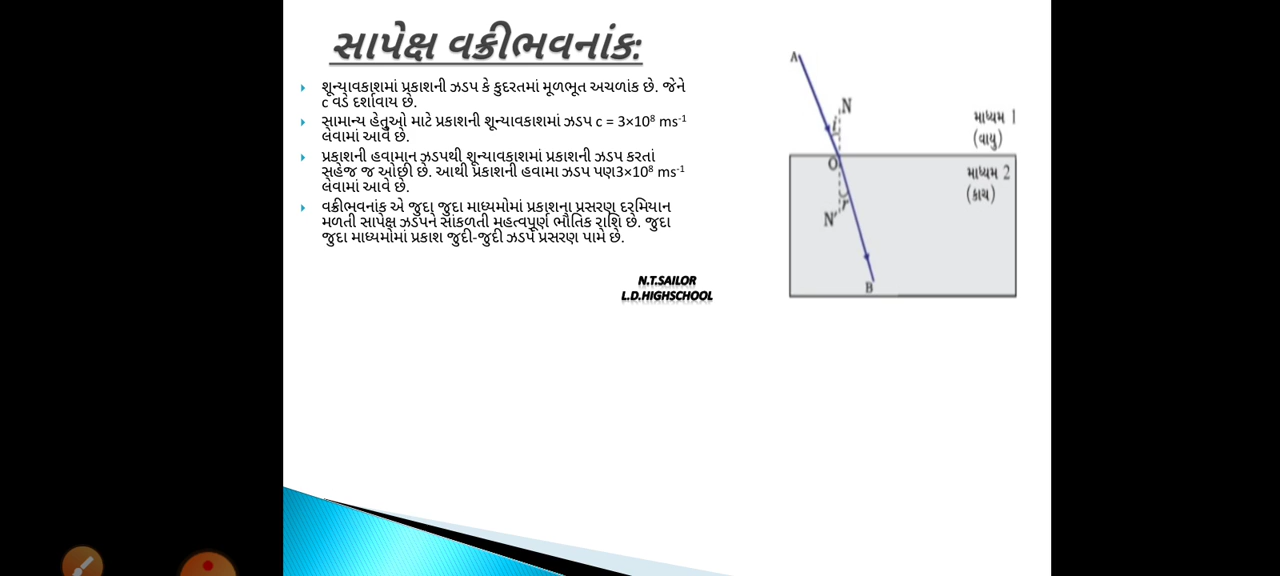 સાપેક્ષ વક્રીભવનાંક:
શૂન્યાવકાશમાં પ્રકાશની ઝડપ કે કુદરતમાં મૂળભૂત અચળાંક છે. જેને
c વડે દર્શાવાય છે.
સામાન્ય હેતુઓ માટે પ્રકાશની શૂન્યાવકાશમાં ઝડપ c = 3×10⁸ ms⁻¹
લેવામાં આવે છે.
પ્રકાશની હવામાન ઝડપથી શૂન્યાવકાશમાં પ્રકાશની ઝડપ કરતાં
સહેજ જ ઓછી છે. આથી પ્રકાશની હવામા ઝડપ પણ3×10⁸ ms⁻¹
લેવામાં આવે છે.
વક્રીભવનાંક એ જુદા જુદા માધ્યમોમાં પ્રકાશના પ્રસરણ દરમિયાન
મળતી સાપેક્ષ ઝડપને સાંકળતી મહત્વપૂર્ણ ભૌતિક રાશિ છે. જુદા
જુદા માધ્યમોમાં પ્રકાશ જુદી-જુદી ઝડપે પ્રસરણ પામે છે.
N.T.SAILOR
L.D.HIGHSCHOOL
A
N
i
માધ્યમ 1
(વાયુ)
O
માધ્યમ 2
(કાચ)
r
N'
B